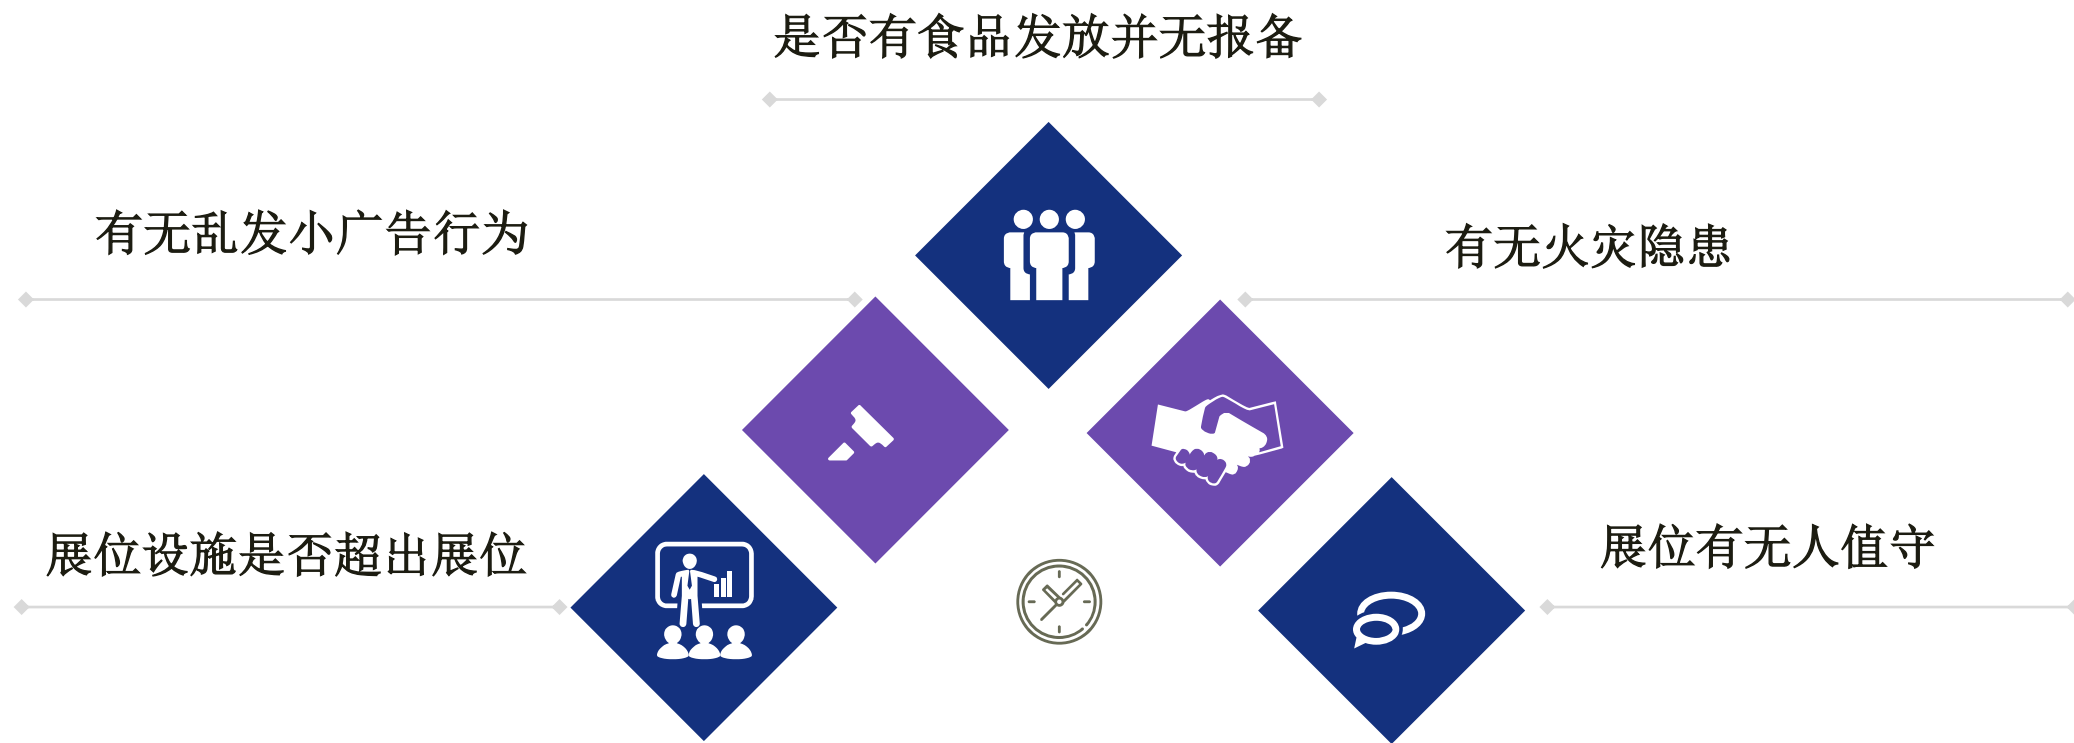 是否有食品发放并无报备
有无乱发小广告行为
有无火灾隐患
展位设施是否超出展位
展位有无人值守